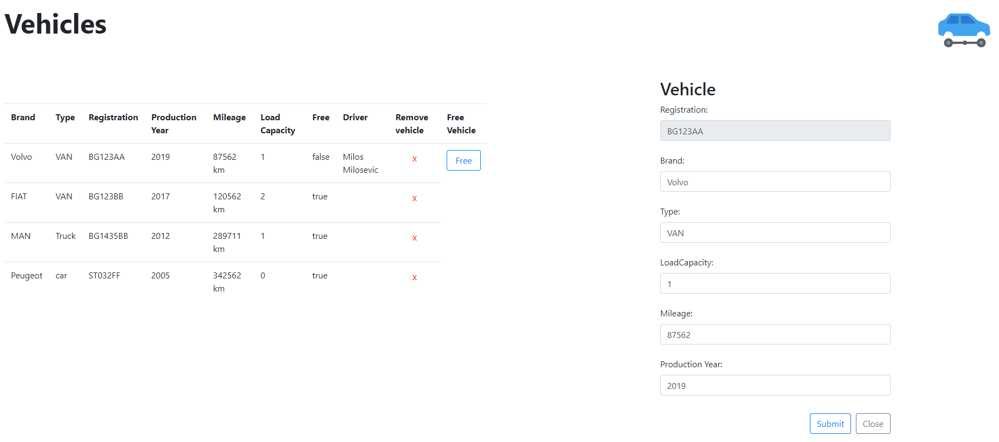 Vehicles
Brand Type Registration Production Year Mileage Load Capacity Free Driver Remove vehicle Free Vehicle
Volvo VAN BG123AA 2019 87562 km 1 false Milos Milosevic x Free
FIAT VAN BG123BB 2017 120562 km 2 true x
MAN Truck BG1435BB 2012 289711 km 1 true x
Peugeot car ST032FF 2005 342562 km 0 true x
Vehicle
Registration:
BG123AA
Brand:
Volvo
Type:
VAN
LoadCapacity:
1
Mileage:
87562
Production Year:
2019
Submit Close